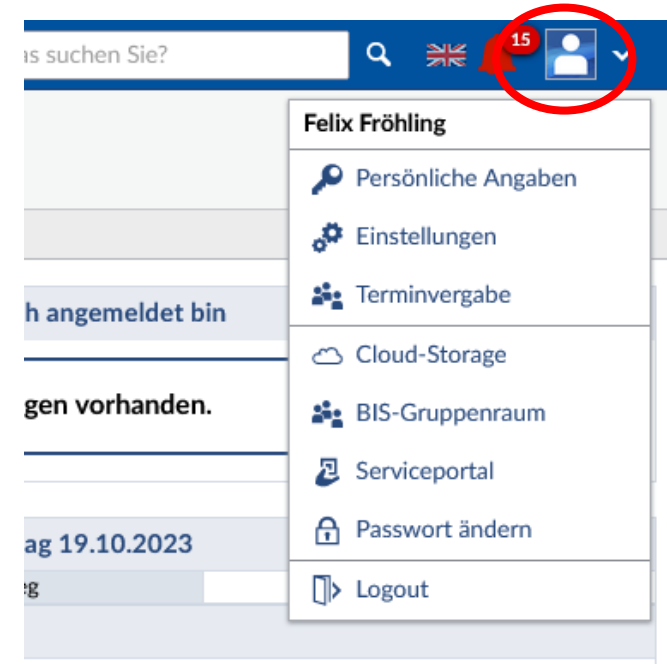 as suchen Sie?
15
Felix Fröhling
Persönliche Angaben
Einstellungen
Terminvergabe
h angemeldet bin
Cloud-Storage
gen vorhanden.
BIS-Gruppenraum
Serviceportal
Passwort ändern
ag 19.10.2023
eg
Logout